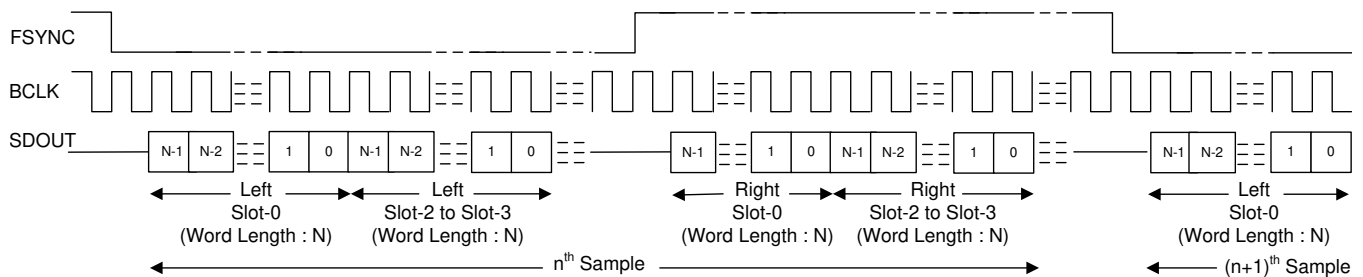 FSYNC
BCLK
SDOUT
N-1 N-2 1 0 N-1 N-2 1 0 N-1 1 0 N-1 N-2 1 0 N-1 N-2 1 0
Left Left Right Right Left
Slot-0 Slot-2 to Slot-3 Slot-0 Slot-2 to Slot-3 Slot-0
(Word Length : N) (Word Length : N) (Word Length : N) (Word Length : N) (Word Length : N)
nth Sample (n+1)th Sample